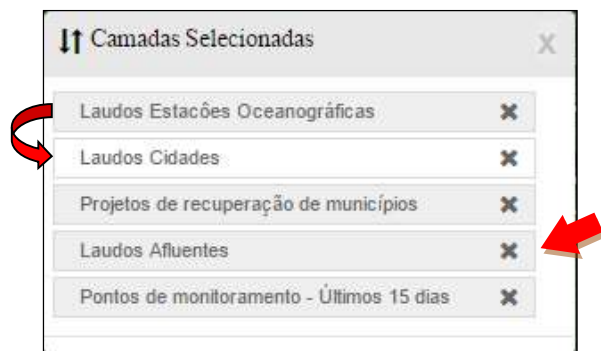 Camadas Selecionadas X
Laudos Estacôes Oceanográficas ✖
Laudos Cidades ✖
Projetos de recuperação de municípios ✖
Laudos Afluentes ✖
Pontos de monitoramento - Últimos 15 dias ✖